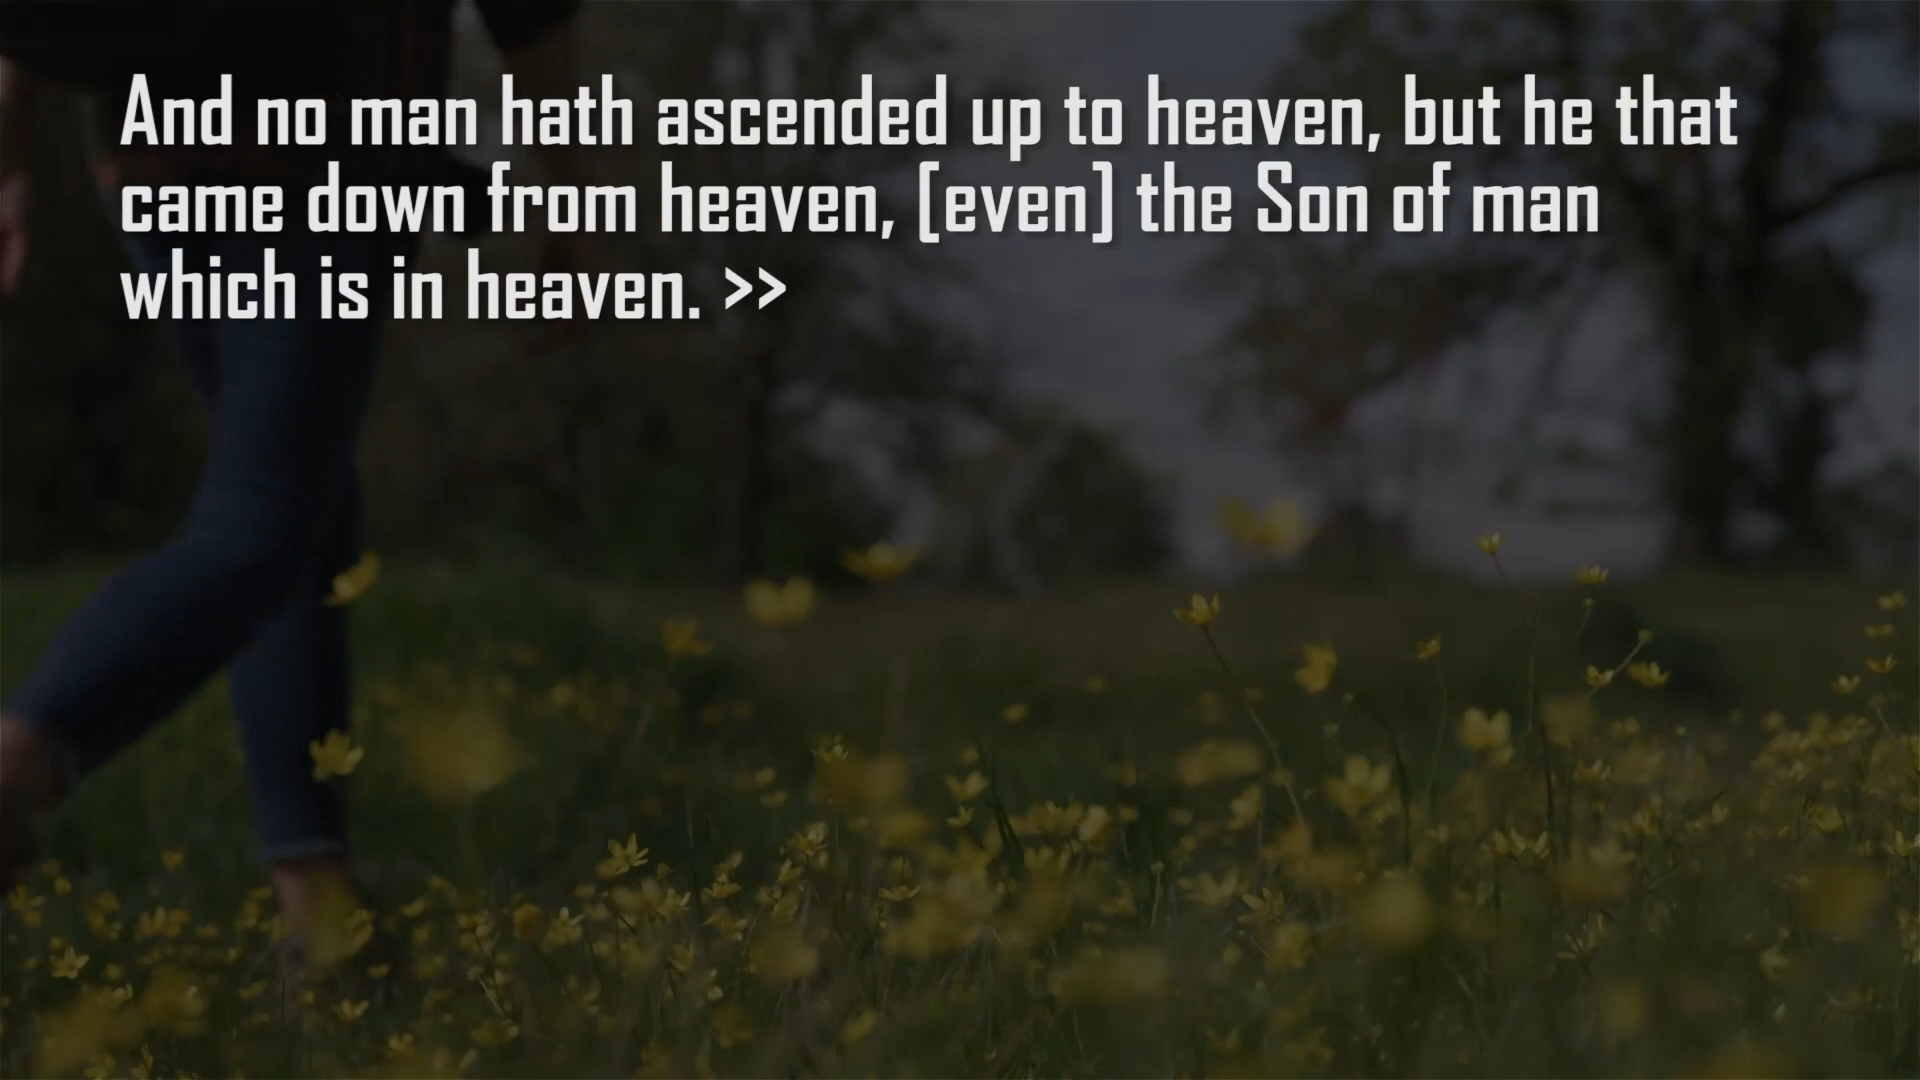 And no man hath ascended up to heaven, but he that
came down from heaven, [even] the Son of man
which is in heaven. >>